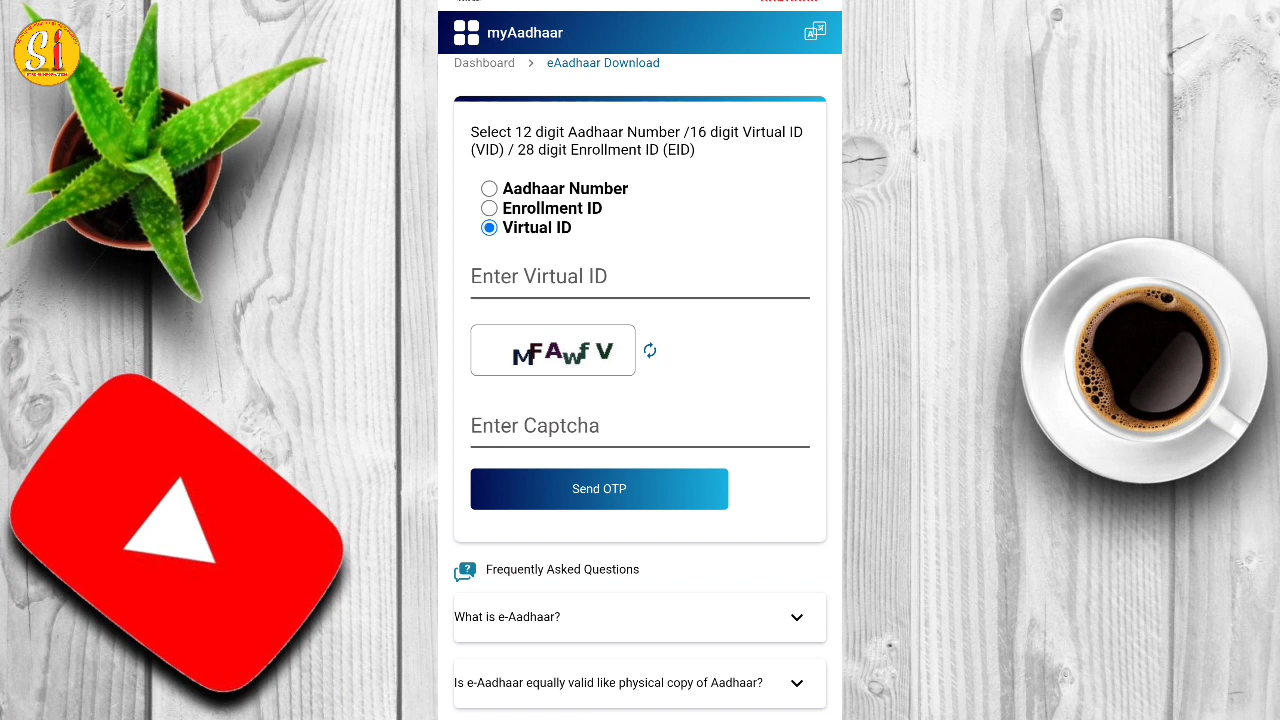 Si
myAadhaar
Dashboard > eAadhaar Download
Select 12 digit Aadhaar Number /16 digit Virtual ID
(VID) / 28 digit Enrollment ID (EID)
Aadhaar Number
Enrollment ID
Virtual ID
Enter Virtual ID
MFAwfV
Enter Captcha
Send OTP
Frequently Asked Questions
What is e-Aadhaar?
Is e-Aadhaar equally valid like physical copy of Aadhaar?